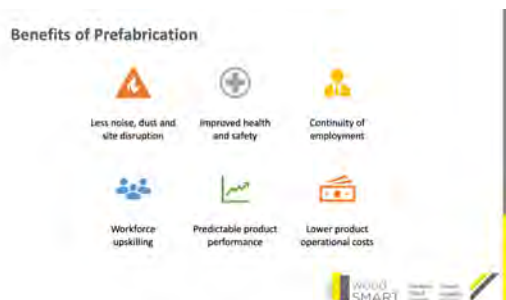 Benefits of Prefabrication
Less noise, dust and
site disruption
Improved health
and safety
Continuity of
employment
Workforce
upskilling
Predictable product
performance
Lower product
operational costs
WOOD
SMART